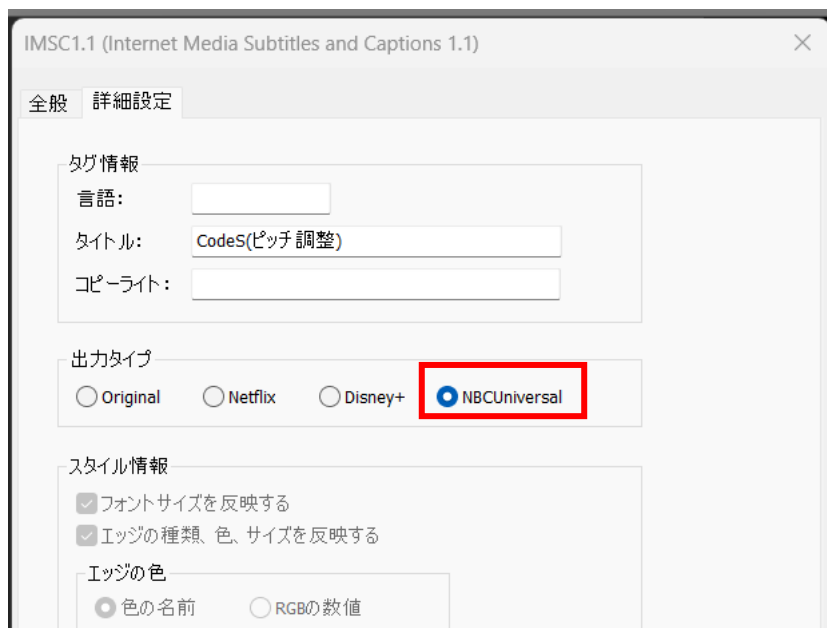 IMSC1.1 (Internet Media Subtitles and Captions 1.1)
全般 詳細設定
タグ情報
言語:
タイトル: CodeS(ピッチ調整)
コピーライト:
出力タイプ
Original Netflix Disney+ NBCUniversal
スタイル情報
フォントサイズを反映する
エッジの種類、色、サイズを反映する
エッジの色
色の名前 RGBの数値